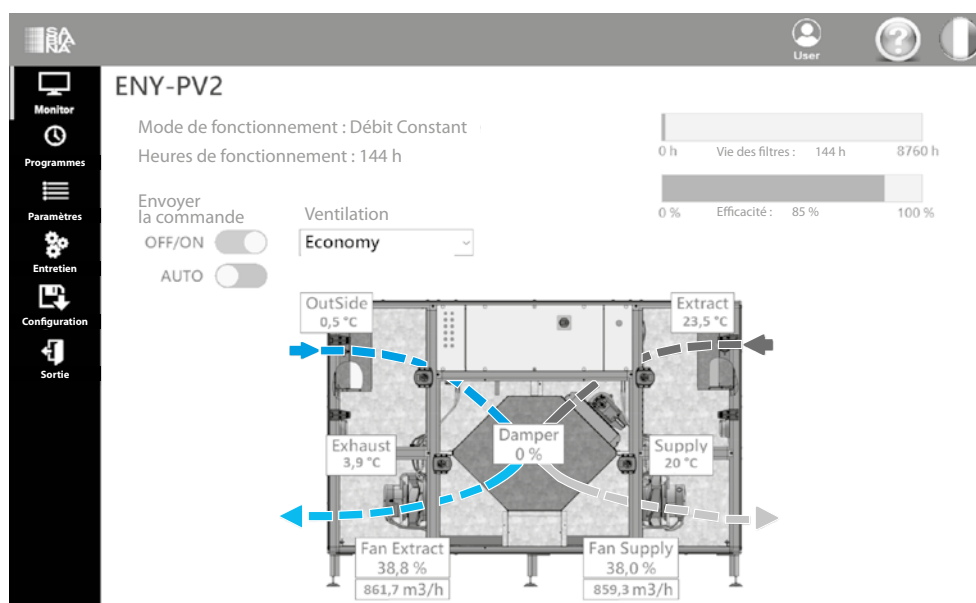 SABIANA
User
?
Monitor
Programmes
Paramètres
Entretien
Configuration
Sortie
ENY-PV2
Mode de fonctionnement : Débit Constant
Heures de fonctionnement : 144 h
0 h Vie des filtres : 144 h 8760 h
0 % Efficacité : 85 % 100 %
Envoyer
la commande
OFF/ON
AUTO
Ventilation
Economy
OutSide
0,5 °C
Extract
23,5 °C
Damper
0 %
Exhaust
3,9 °C
Supply
20 °C
Fan Extract
38,8 %
861,7 m3/h
Fan Supply
38,0 %
859,3 m3/h